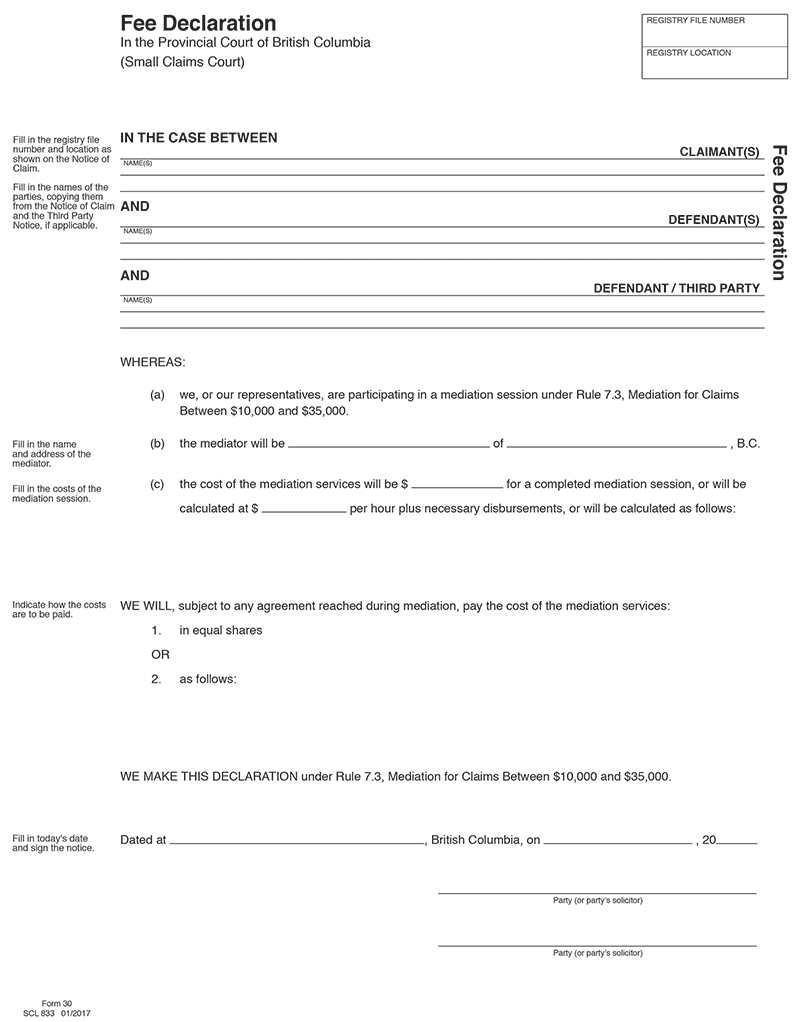 Fee Declaration
In the Provincial Court of British Columbia
(Small Claims Court)
REGISTRY FILE NUMBER
REGISTRY LOCATION
Fill in the registry file
number and location as
shown on the Notice of
Claim.
Fill in the names of the
parties, copying them
from the Notice of Claim
and the Third Party
Notice, if applicable.
IN THE CASE BETWEEN
CLAIMANT(S)
NAME(S)
AND
DEFENDANT(S)
NAME(S)
AND
DEFENDANT / THIRD PARTY
NAME(S)
Fee Declaration
WHEREAS:
(a) we, or our representatives, are participating in a mediation session under Rule 7.3, Mediation for Claims
Between $10,000 and $35,000.
Fill in the name
and address of the
mediator.
(b) the mediator will be ___ of ___ , B.C.
Fill in the costs of the
mediation session.
(c) the cost of the mediation services will be $ ___ for a completed mediation session, or will be
calculated at $ ___ per hour plus necessary disbursements, or will be calculated as follows:
Indicate how the costs
are to be paid.
WE WILL, subject to any agreement reached during mediation, pay the cost of the mediation services:
1. in equal shares
OR
2. as follows:
WE MAKE THIS DECLARATION under Rule 7.3, Mediation for Claims Between $10,000 and $35,000.
Fill in today's date
and sign the notice.
Dated at ___, British Columbia, on ___ , 20___
Party (or party's solicitor)
Party (or party's solicitor)
Form 30
SCL 833 01/2017